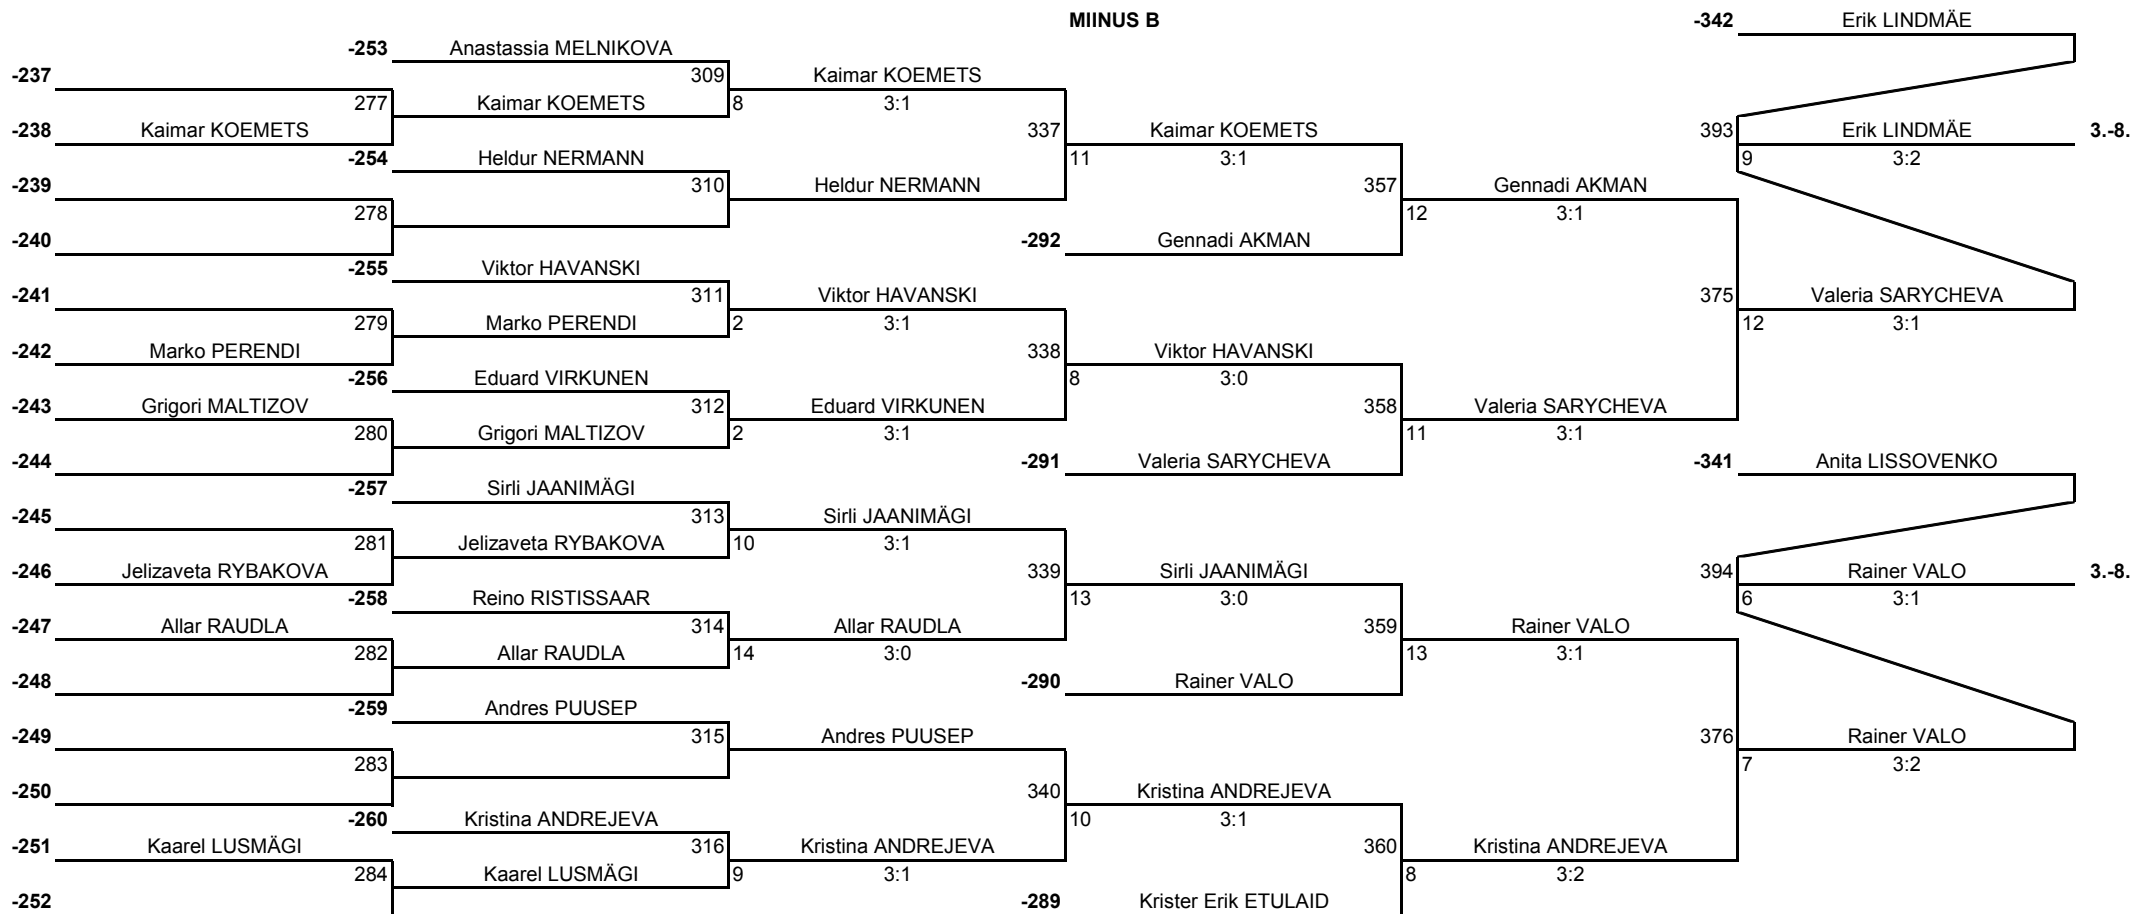 MIINUS B -342 Erik LINDMÄE
-253 Anastassia MELNIKOVA
-237 309 Kaimar KOEMETS
277 Kaimar KOEMETS 8 3:1
-238 Kaimar KOEMETS 337 Kaimar KOEMETS 393 Erik LINDMÄE 3.-8.
-254 Heldur NERMANN 11 3:1 9 3:2
-239 310 Heldur NERMANN 357 Gennadi AKMAN
278 12 3:1
-240 -292 Gennadi AKMAN
-255 Viktor HAVANSKI
-241 311 Viktor HAVANSKI 375 Valeria SARYCHEVA
279 Marko PERENDI 2 3:1 12 3:1
-242 Marko PERENDI 338 Viktor HAVANSKI
-256 Eduard VIRKUNEN 8 3:0
-243 Grigori MALTIZOV 312 Eduard VIRKUNEN 358 Valeria SARYCHEVA
280 Grigori MALTIZOV 2 3:1 11 3:1
-244 -291 Valeria SARYCHEVA -341 Anita LISSOVENKO
-257 Sirli JAANIMÄGI
-245 313 Sirli JAANIMÄGI
281 Jelizaveta RYBAKOVA 10 3:1
-246 Jelizaveta RYBAKOVA 339 Sirli JAANIMÄGI 394 Rainer VALO 3.-8.
-258 Reino RISTISSAAR 13 3:0 6 3:1
-247 Allar RAUDLA 314 Allar RAUDLA 359 Rainer VALO
282 Allar RAUDLA 14 3:0 13 3:1
-248 -290 Rainer VALO
-259 Andres PUUSEP
-249 315 Andres PUUSEP 376 Rainer VALO
283 7 3:2
-250 340 Kristina ANDREJEVA
-260 Kristina ANDREJEVA 10 3:1
-251 Kaarel LUSMÄGI 316 Kristina ANDREJEVA 360 Kristina ANDREJEVA
284 Kaarel LUSMÄGI 9 3:1 8 3:2
-252 -289 Krister Erik ETULAID